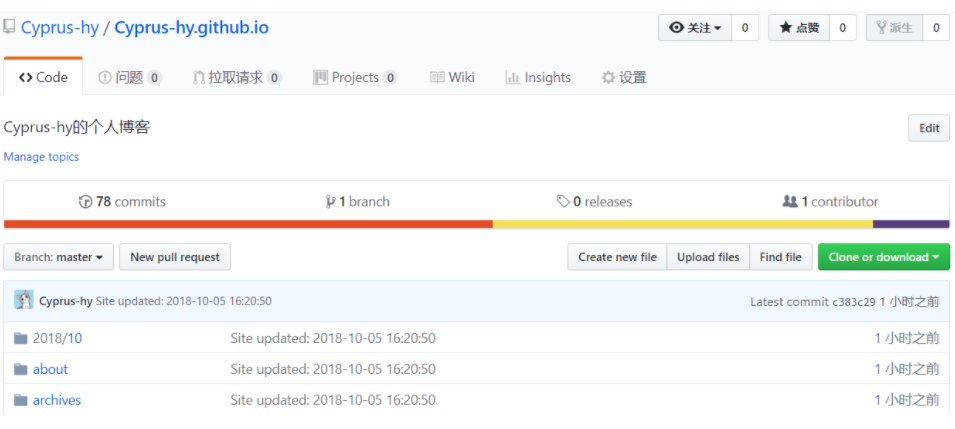 Cyprus-hy / Cyprus-hy.github.io 关注 0 点赞 0 派生 0
Code 问题 0 拉取请求 0 Projects 0 Wiki Insights 设置
Cyprus-hy的个人博客 Edit
Manage topics
78 commits 1 branch 0 releases 1 contributor
Branch: master New pull request Create new file Upload files Find file Clone or download
Cyprus-hy Site updated: 2018-10-05 16:20:50 Latest commit c383c29 1 小时之前
2018/10 Site updated: 2018-10-05 16:20:50 1 小时之前
about Site updated: 2018-10-05 16:20:50 1 小时之前
archives Site updated: 2018-10-05 16:20:50 1 小时之前